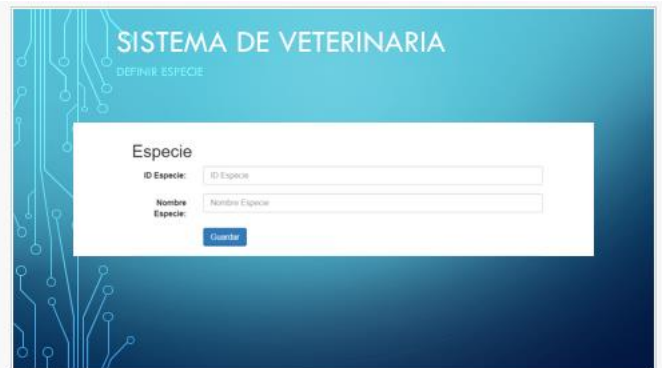 SISTEMA DE VETERINARIA
DEFINIR ESPECIE
Especie
ID Especie:
ID Especie
Nombre
Especie:
Nombre Especie
Guardar